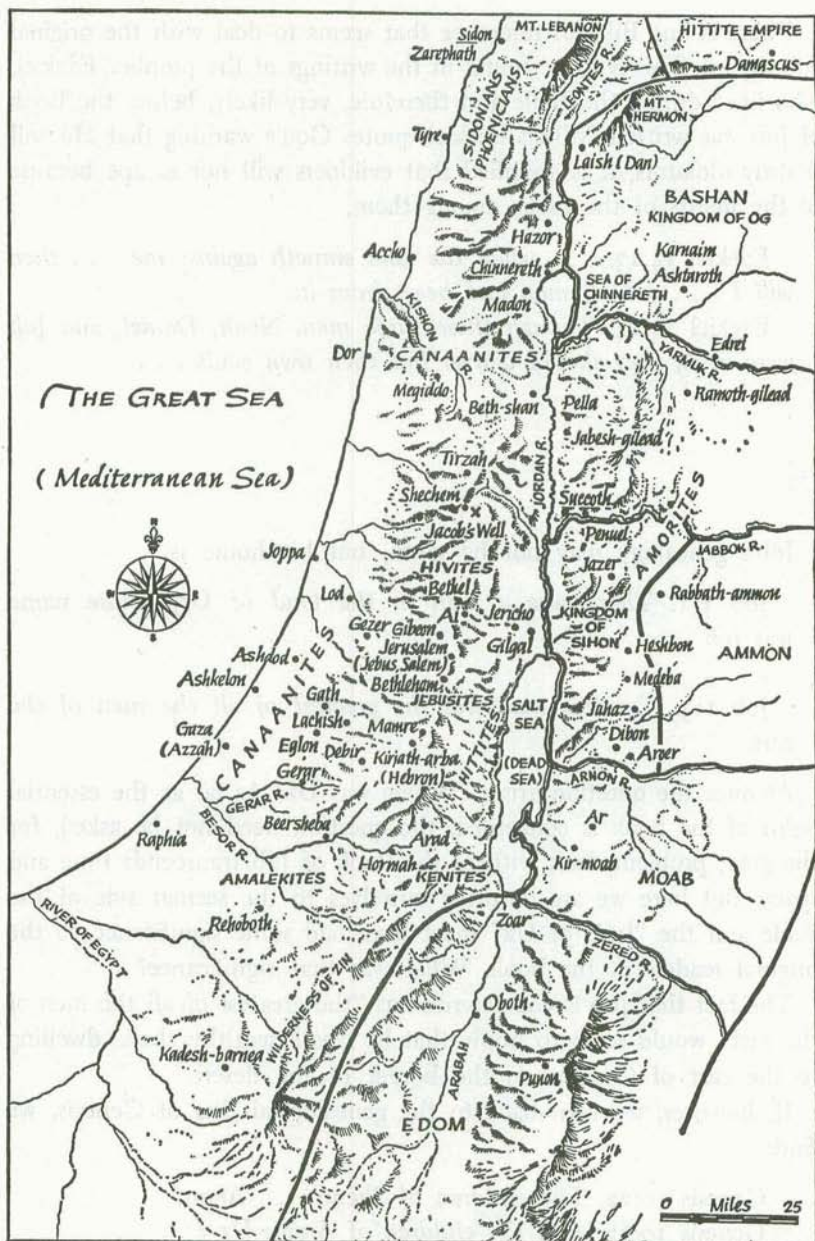 MT. LEBANON
HITTITE EMPIRE
Sidon
Zarephath
Damascus
SIDONIANS
(PHOENICIANS)
LEONTES R.
MT.
HERMON
Tyre
Laish (Dan)
BASHAN
KINGDOM OF OG
Hazor
Accho
Chinnereth
Karnaim
Ashtaroth
SEA OF
CHINNERETH
Madon
KISHON R.
Dor
CANAANITES
Edrei
YARMUK R.
Megiddo
Beth-shan
Pella
Ramoth-gilead
THE GREAT SEA
Jabesh-gilead
(Mediterranean Sea)
Tirzah
JORDAN R.
Shechem
Succoth
Jacob's Well
Penuel
AMORITES
JABBOK R.
Joppa
HIVITES
Jazer
Bethel
Lod
Ai
Jericho
KINGDOM
OF
SIHON
Rabbath-ammon
Gezer
Gibeon
Gilgal
Jerusalem
(Jebus, Salem)
Heshbon
AMMON
Ashdod
Bethlehem
Medeba
Ashkelon
CANAANITES
JEBUSITES
SALT
SEA
(DEAD
SEA)
Gath
Lachish
Mamre
Jahaz
Gaza
(Azzah)
Eglon
Debir
HITTITES
Dibon
Kirjath-arba
(Hebron)
Aroer
Gerar
ARNON R.
GERAR R.
Ar
BESOR R.
Beersheba
Raphia
Arad
Hormah
Kir-moab
AMALEKITES
KENITES
MOAB
Rehoboth
Zoar
RIVER OF EGYPT
ZERED R.
WILDERNESS OF ZIN
Oboth
Kadesh-barnea
ARABAH
Punon
EDOM
0 Miles 25